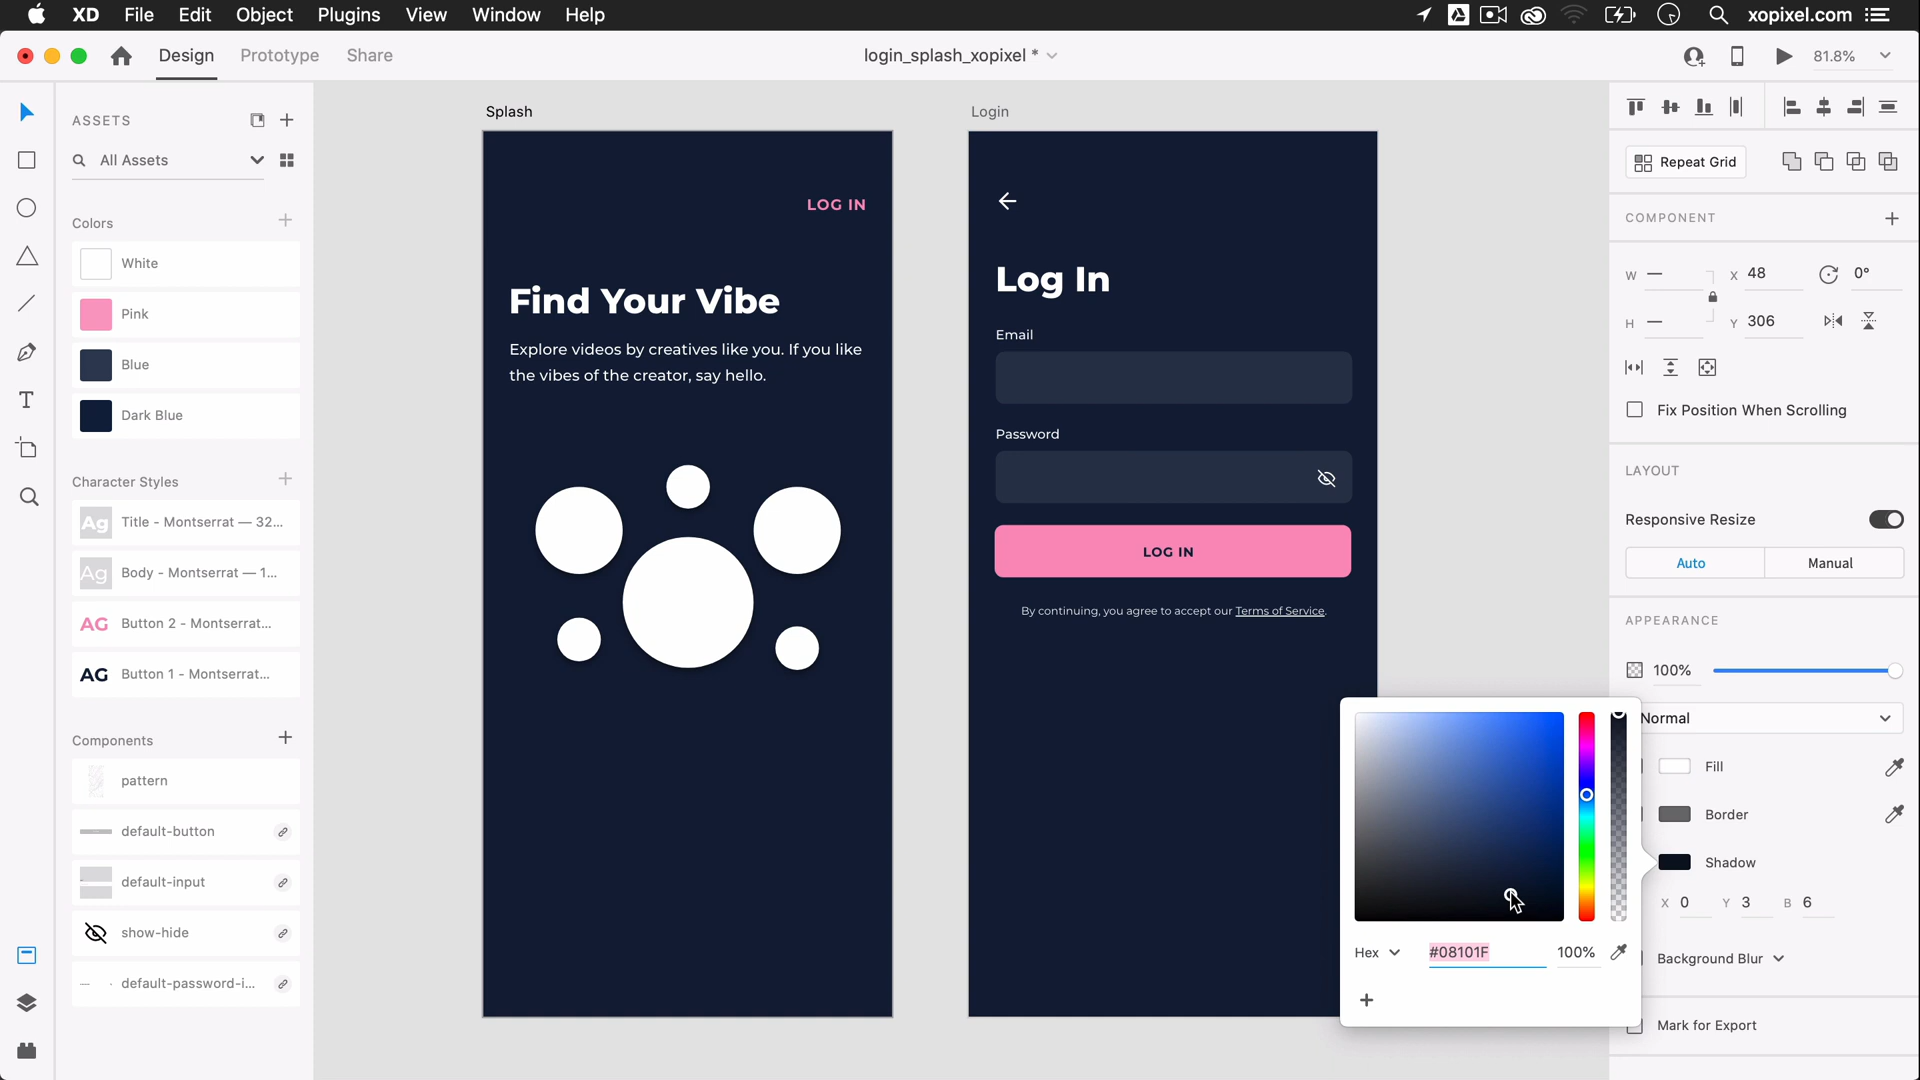 XD File Edit Object Plugins View Window Help
xopixel.com
Design Prototype Share
login_splash_xopixel *
81.8%
ASSETS
All Assets
Colors
White
Pink
Blue
Dark Blue
Character Styles
Ag Title - Montserrat — 32...
Ag Body - Montserrat — 1...
AG Button 2 - Montserrat...
AG Button 1 - Montserrat...
Components
pattern
default-button
default-input
show-hide
default-password-i...
Splash
LOG IN
Find Your Vibe
Explore videos by creatives like you. If you like
the vibes of the creator, say hello.
Login
Log In
Email
Password
LOG IN
By continuing, you agree to accept our Terms of Service.
Hex #08101F 100%
Repeat Grid
COMPONENT
W — X 48 0°
H — Y 306
Fix Position When Scrolling
LAYOUT
Responsive Resize
Auto Manual
APPEARANCE
100%
Normal
Fill
Border
Shadow
X 0 Y 3 B 6
Background Blur
Mark for Export